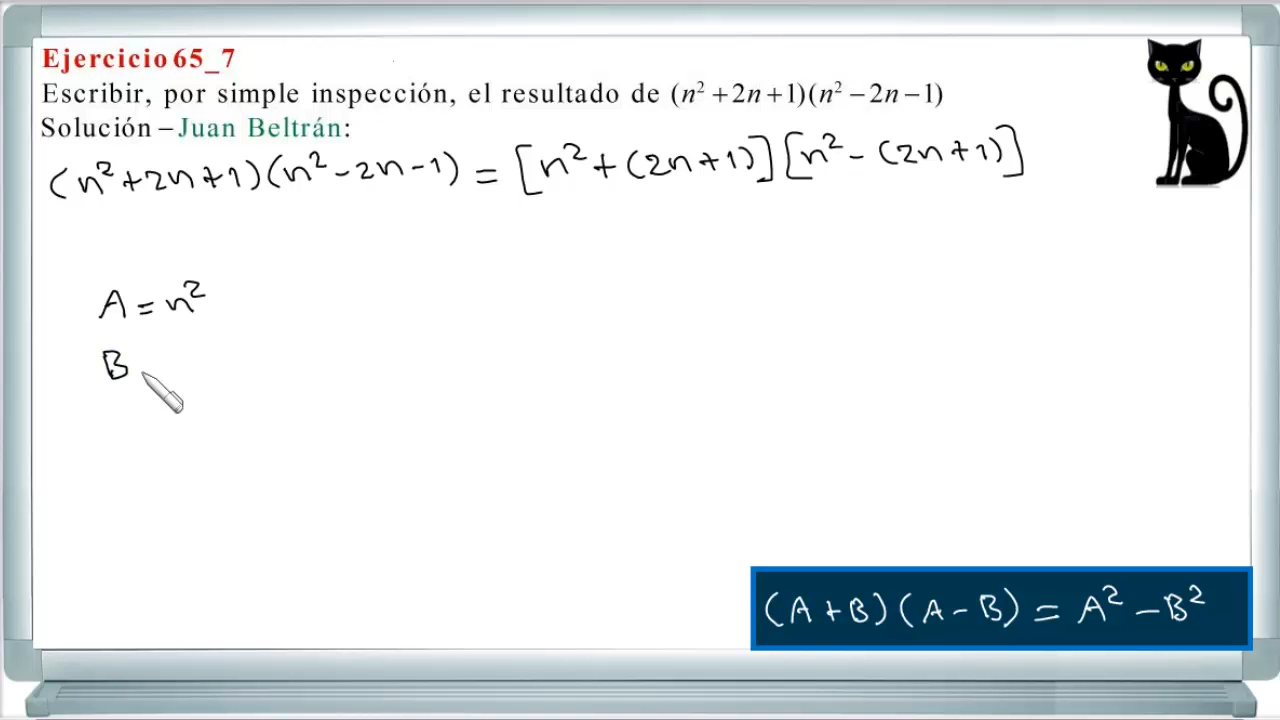 Ejercicio 65_7
Escribir, por simple inspección, el resultado de (n² + 2n + 1)(n² − 2n − 1)
Solución – Juan Beltrán:
(n² + 2n + 1)(n² - 2n - 1) = [n² + (2n + 1)][n² - (2n + 1)]
A = n²
B
(A + B)(A - B) = A² - B²